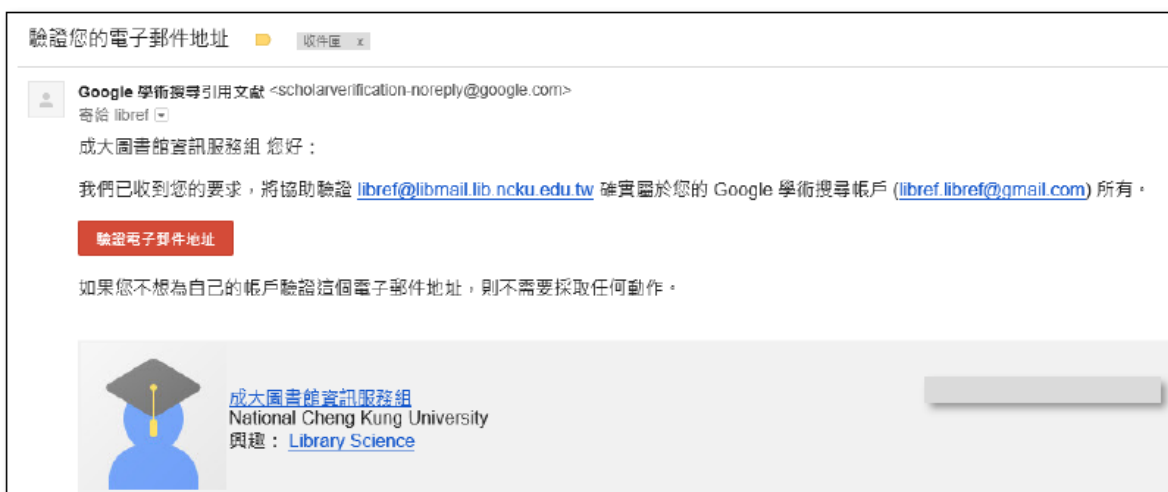 驗證您的電子郵件地址 收件匣 x
Google 學術搜尋引用文獻 <scholarverification-noreply@google.com>
寄給 libref
成大圖書館資訊服務組 您好：
我們已收到您的要求，將協助驗證 libref@libmail.lib.ncku.edu.tw 確實屬於您的 Google 學術搜尋帳戶 (libref.libref@gmail.com) 所有。
驗證電子郵件地址
如果您不想為自己的帳戶驗證這個電子郵件地址，則不需要採取任何動作。
成大圖書館資訊服務組
National Cheng Kung University
興趣： Library Science